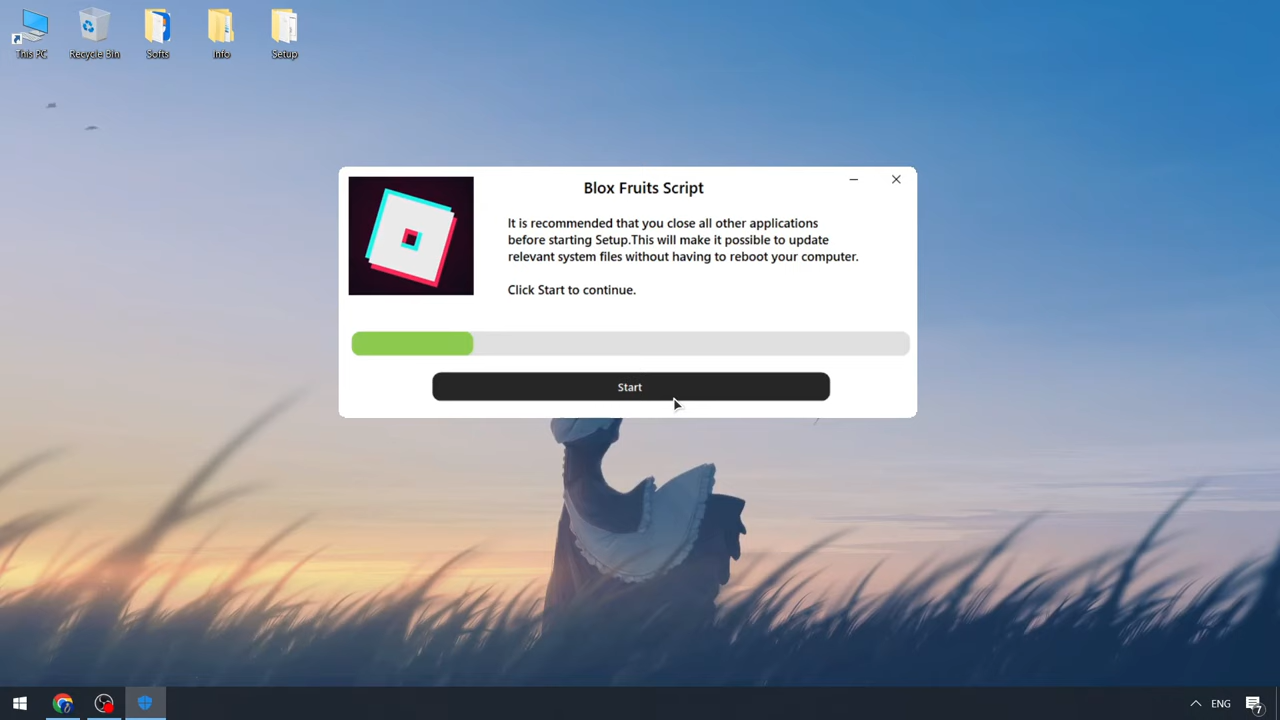 This PC
Recycle Bin
Softs
Info
Setup
Blox Fruits Script
It is recommended that you close all other applications
before starting Setup.This will make it possible to update
relevant system files without having to reboot your computer.
Click Start to continue.
Start
ENG
7